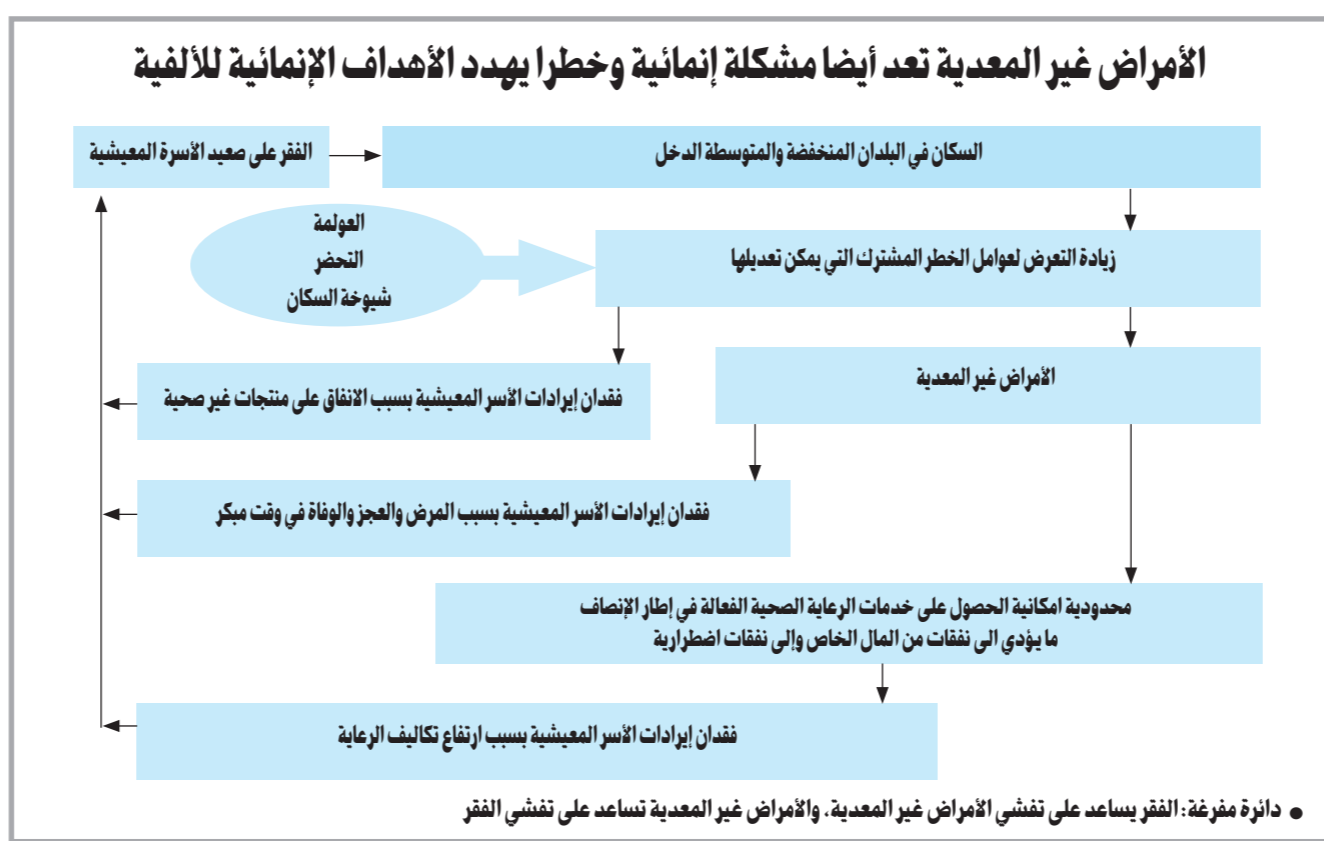 الأمراض غير المعدية تعد أيضا مشكلة إنمائية وخطرا يهدد الأهداف الإنمائية للألفية
السكان في البلدان المنخفضة والمتوسطة الدخل
الفقر على صعيد الأسرة المعيشية
العولمة
التحضر
شيوخة السكان
زيادة التعرض لعوامل الخطر المشترك التي يمكن تعديلها
الأمراض غير المعدية
فقدان إيرادات الأسر المعيشية بسبب الانفاق على منتجات غير صحية
فقدان إيرادات الأسر المعيشية بسبب المرض والعجز والوفاة في وقت مبكر
محدودية امكانية الحصول على خدمات الرعاية الصحية الفعالة في إطار الإنصاف
ما يؤدي الى نفقات من المال الخاص وإلى نفقات اضطرارية
فقدان إيرادات الأسر المعيشية بسبب ارتفاع تكاليف الرعاية
● دائرة مفرغة: الفقر يساعد على تفشي الأمراض غير المعدية، والأمراض غير المعدية تساعد على تفشي الفقر